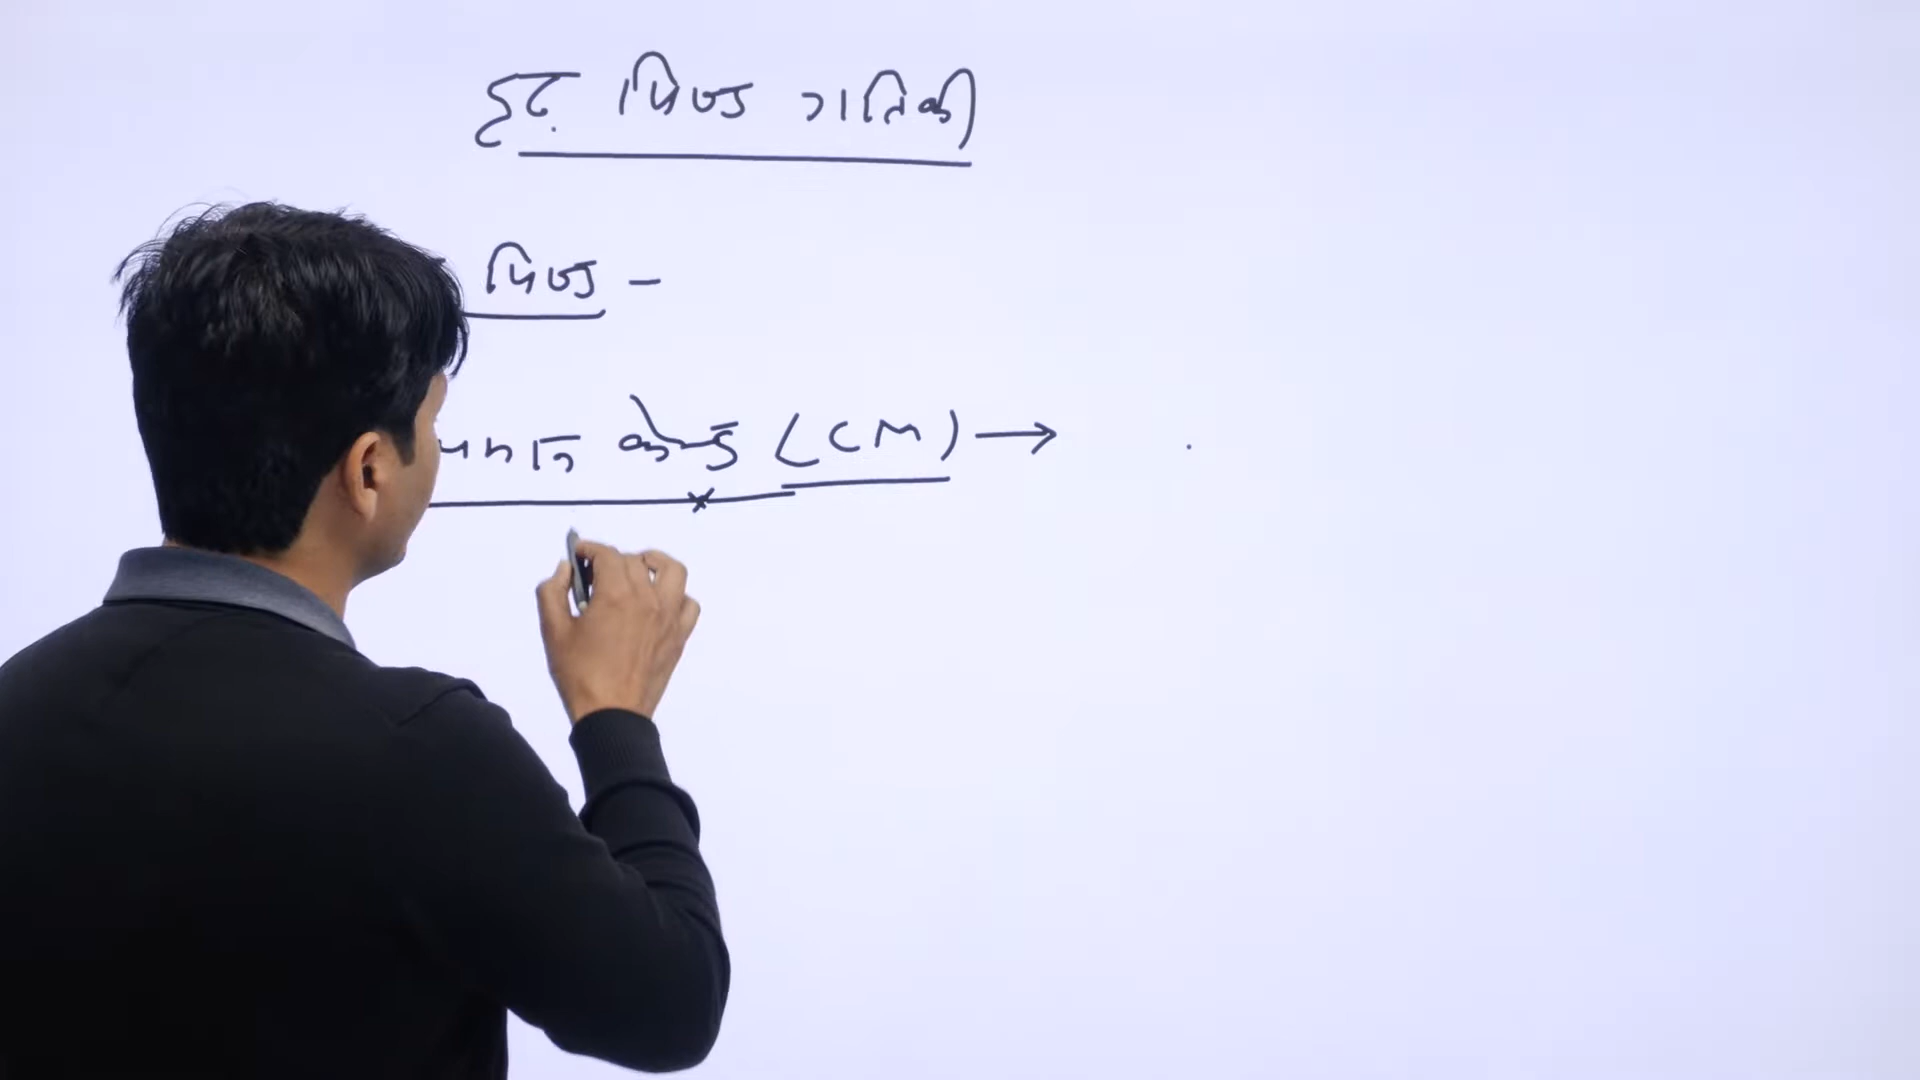 दृढ़ पिण्ड गतिकी
पिण्ड -
केन्द्र (CM) →